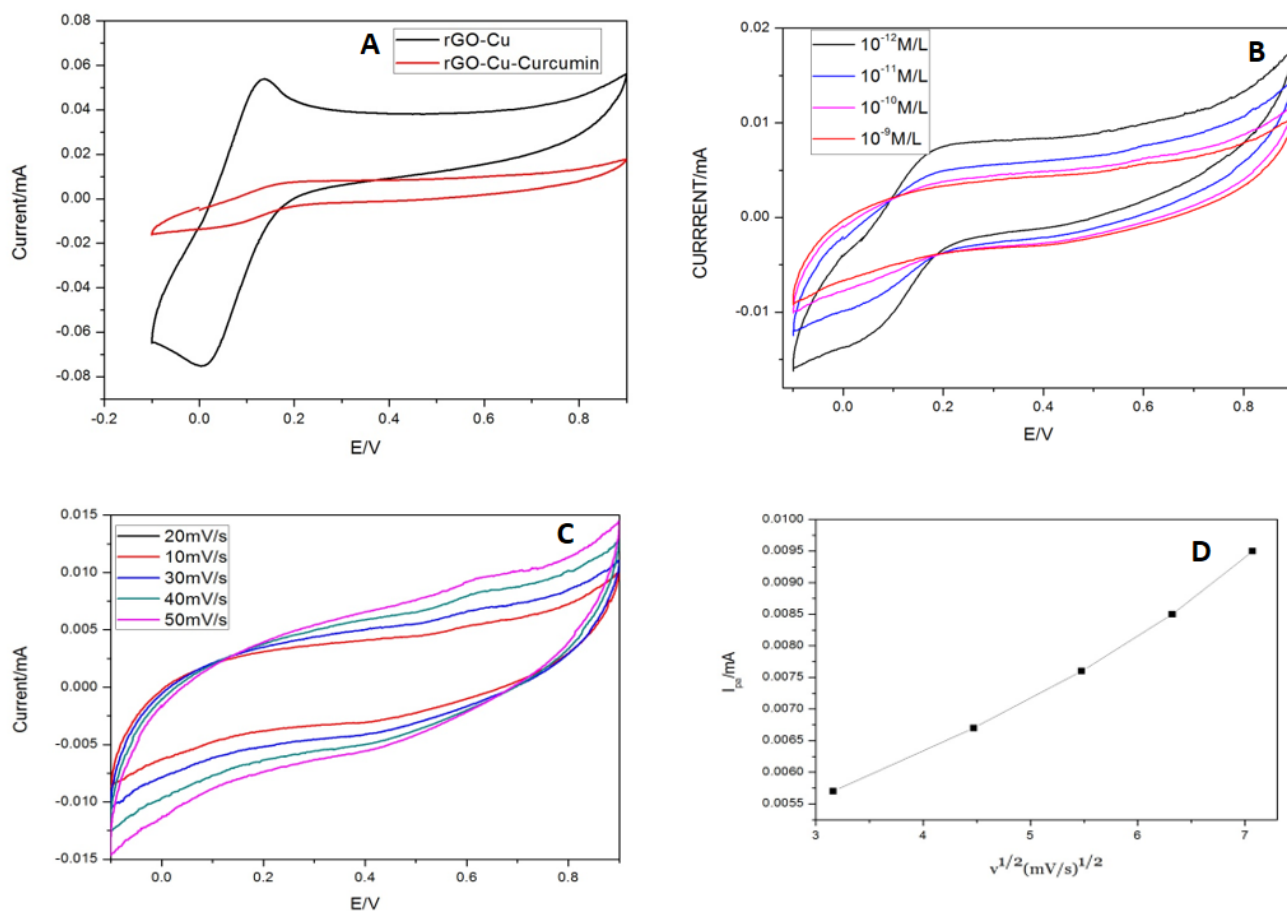 A
rGO-Cu
rGO-Cu-Curcumin
0.08
0.06
0.04
0.02
0.00
-0.02
-0.04
-0.06
-0.08
Current/mA
-0.2 0.0 0.2 0.4 0.6 0.8
E/V
B
10⁻¹²M/L
10⁻¹¹M/L
10⁻¹⁰M/L
10⁻⁹M/L
0.02
0.01
0.00
-0.01
CURRRENT/mA
0.0 0.2 0.4 0.6 0.8
E/V
C
20mV/s
10mV/s
30mV/s
40mV/s
50mV/s
0.015
0.010
0.005
0.000
-0.005
-0.010
-0.015
Current/mA
0.0 0.2 0.4 0.6 0.8
E/V
D
0.0100
0.0095
0.0090
0.0085
0.0080
0.0075
0.0070
0.0065
0.0060
0.0055
I_pa/mA
3 4 5 6 7
v^1/2(mV/s)^1/2